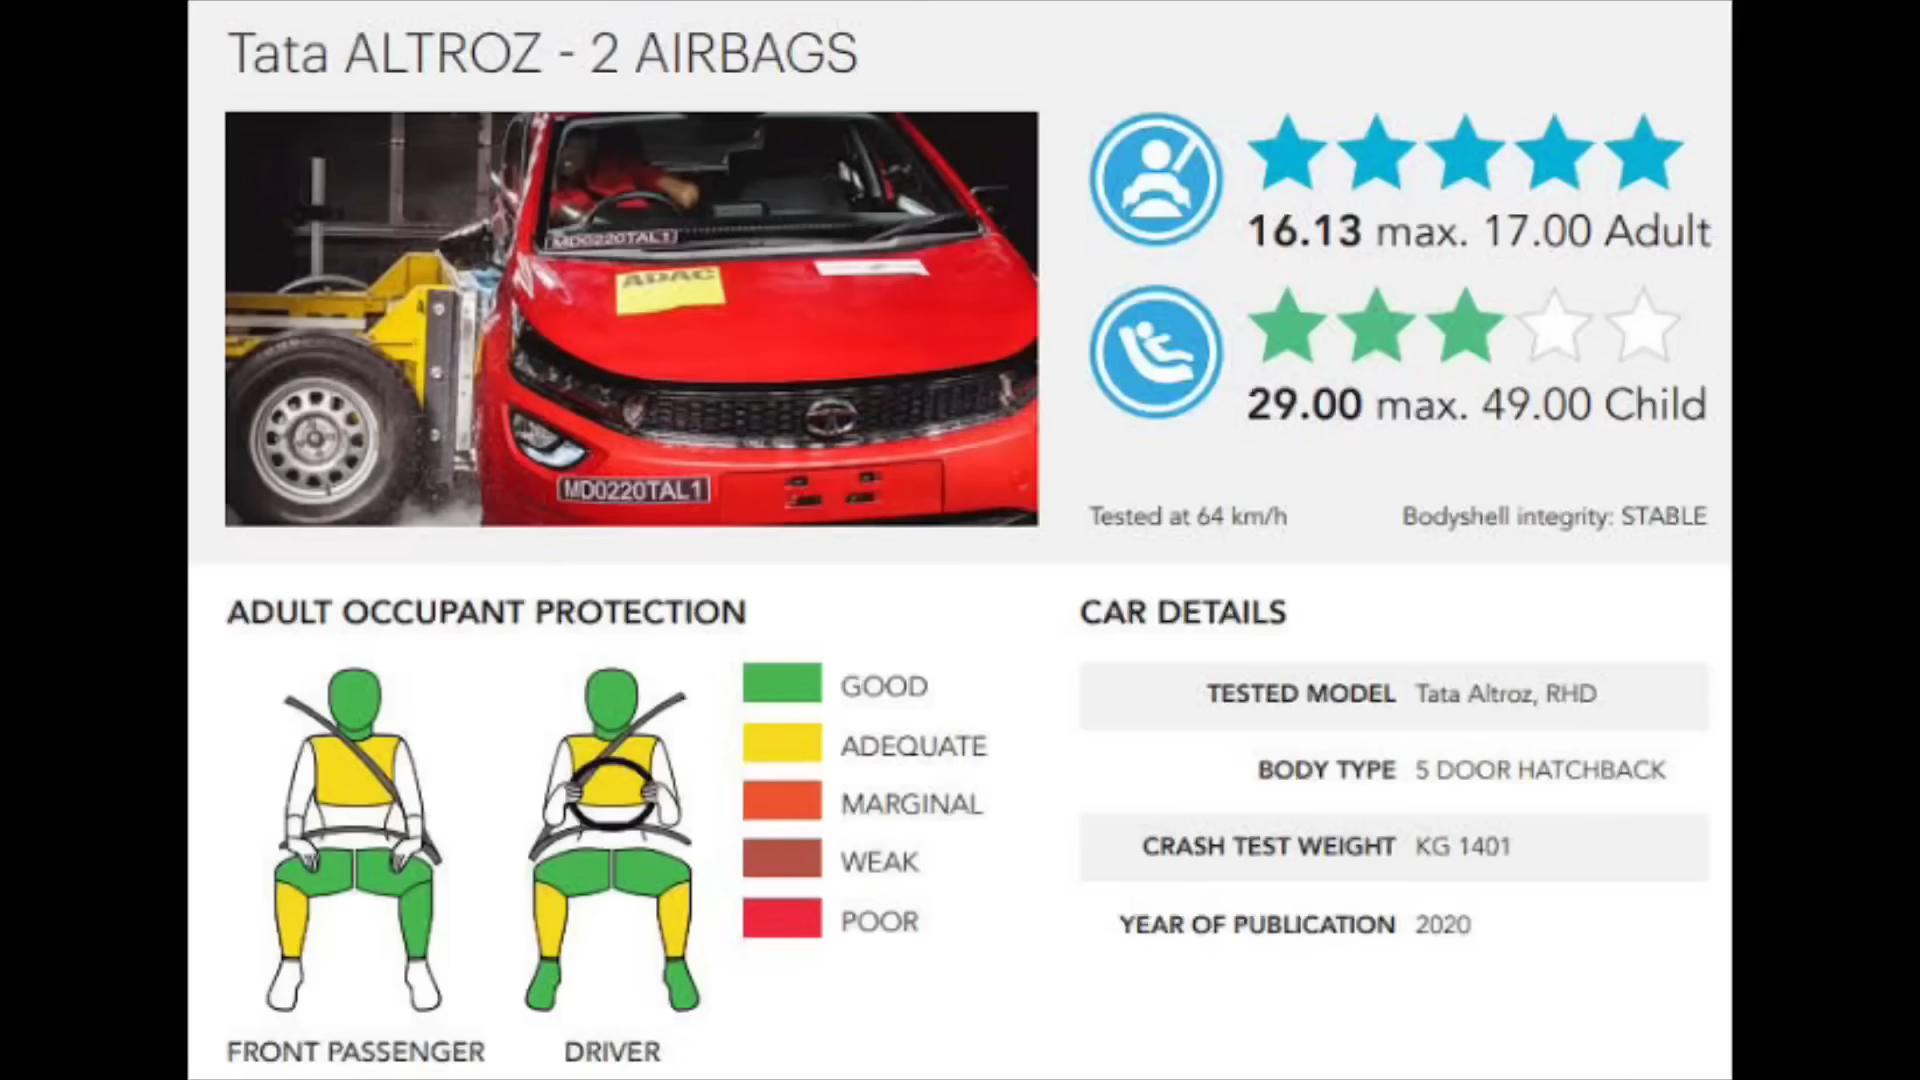 Tata ALTROZ - 2 AIRBAGS
MD0220TAL1
ADAC
MD0220TAL1
16.13 max. 17.00 Adult
29.00 max. 49.00 Child
Tested at 64 km/h
Bodyshell integrity: STABLE
ADULT OCCUPANT PROTECTION
GOOD
ADEQUATE
MARGINAL
WEAK
POOR
FRONT PASSENGER
DRIVER
CAR DETAILS
TESTED MODEL Tata Altroz, RHD
BODY TYPE 5 DOOR HATCHBACK
CRASH TEST WEIGHT KG 1401
YEAR OF PUBLICATION 2020